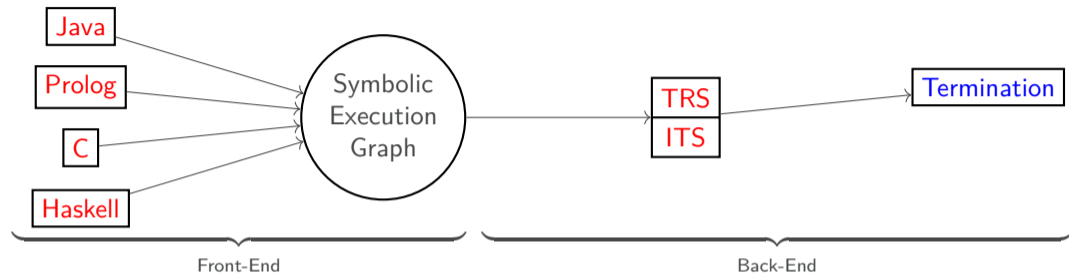 Java
Prolog
C
Haskell
Symbolic
Execution
Graph
TRS
ITS
Termination
Front-End
Back-End